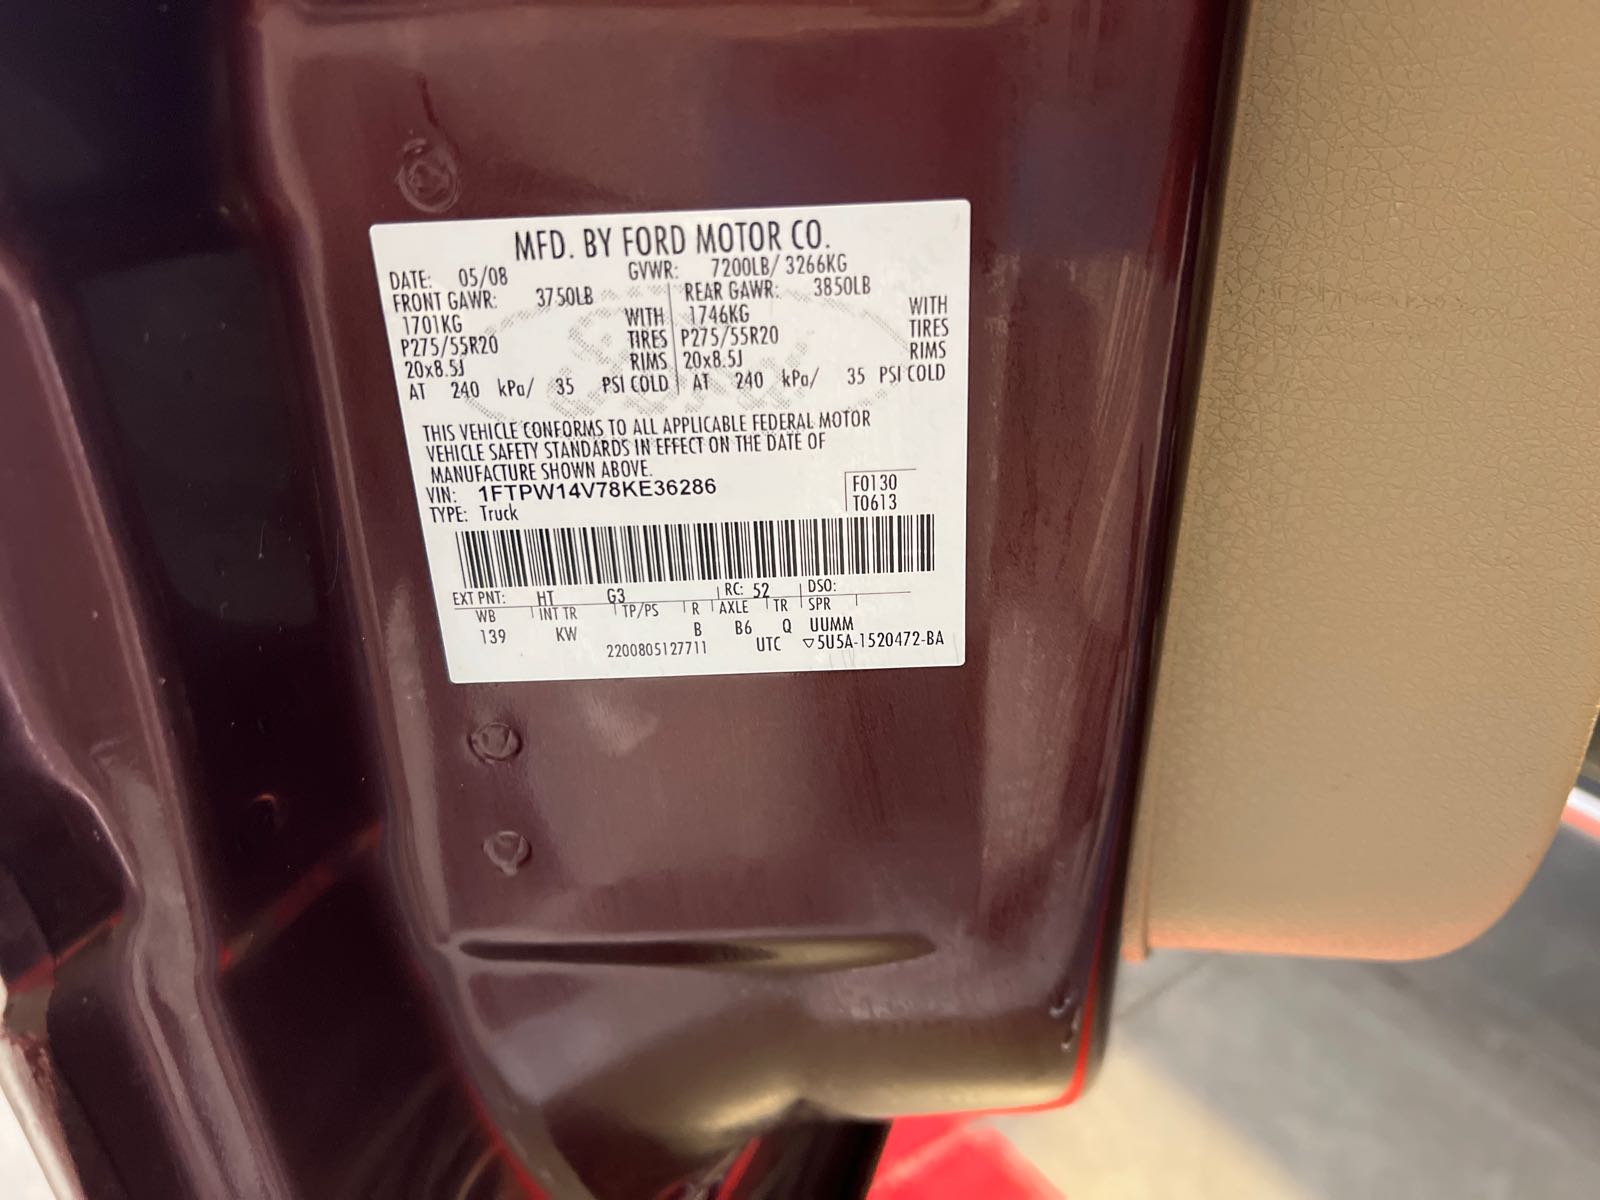 MFD. BY FORD MOTOR CO.
DATE: 05/08 GVWR: 7200LB/ 3266KG
FRONT GAWR: 3750LB REAR GAWR: 3850LB
1701KG WITH 1746KG WITH
P275/55R20 TIRES P275/55R20 TIRES
20x8.5J RIMS 20x8.5J RIMS
AT 240 kPa/ 35 PSI COLD AT 240 kPa/ 35 PSI COLD
THIS VEHICLE CONFORMS TO ALL APPLICABLE FEDERAL MOTOR
VEHICLE SAFETY STANDARDS IN EFFECT ON THE DATE OF
MANUFACTURE SHOWN ABOVE.
VIN: 1FTPW14V78KE36286 F0130
TYPE: Truck T0613
EXT PNT: HT G3 RC: 52 DSO:
WB INT TR TP/PS R AXLE TR SPR
139 KW B B6 Q UUMM
2200805127711 UTC ▽5U5A-1520472-BA